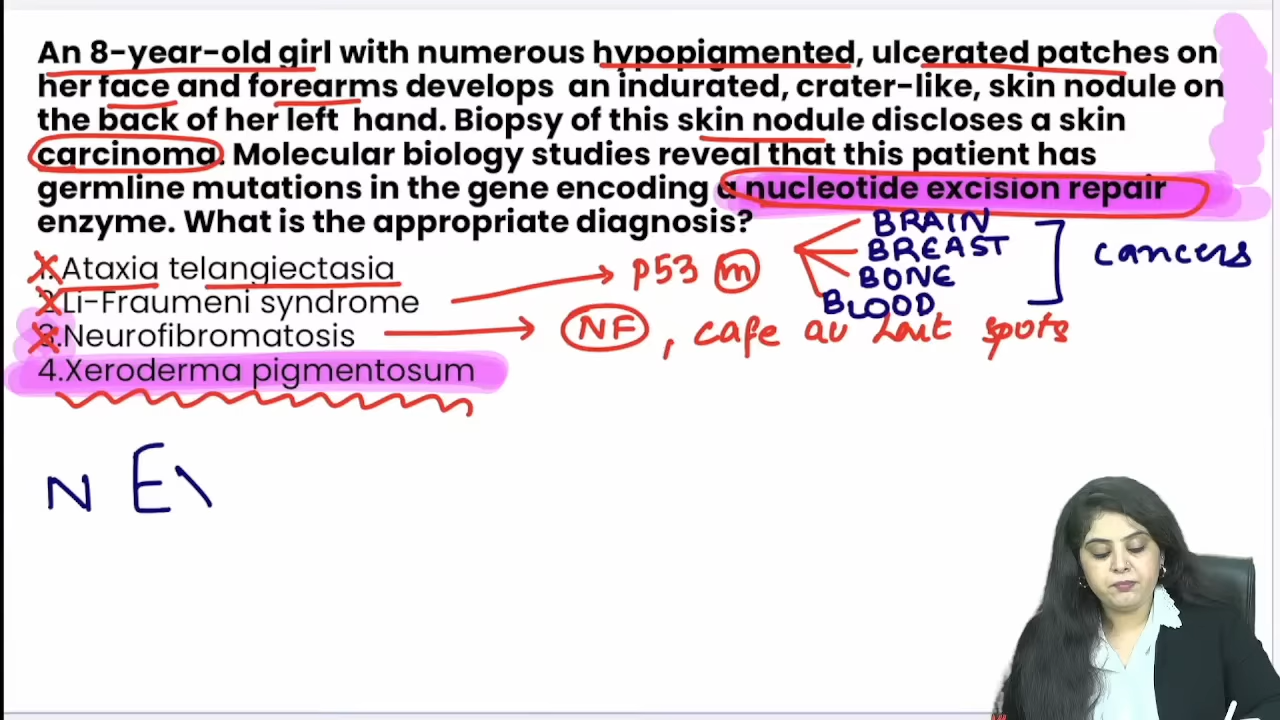 An 8-year-old girl with numerous hypopigmented, ulcerated patches on
her face and forearms develops an indurated, crater-like, skin nodule on
the back of her left hand. Biopsy of this skin nodule discloses a skin
carcinoma. Molecular biology studies reveal that this patient has
germline mutations in the gene encoding a nucleotide excision repair
enzyme. What is the appropriate diagnosis?
1. Ataxia telangiectasia
2. Li-Fraumeni syndrome
3. Neurofibromatosis
4. Xeroderma pigmentosum
P53 m
BRAIN
BREAST
BONE
BLOOD
cancers
NF, cafe au lait spots
N E